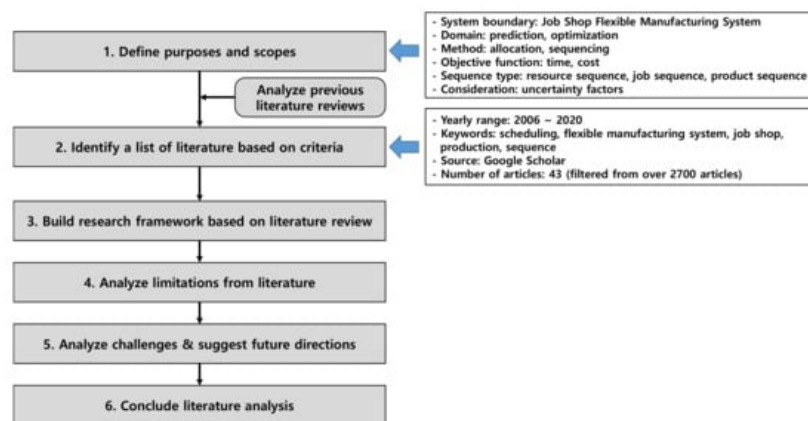 1. Define purposes and scopes
- System boundary: Job Shop Flexible Manufacturing System
- Domain: prediction, optimization
- Method: allocation, sequencing
- Objective function: time, cost
- Sequence type: resource sequence, job sequence, product sequence
- Consideration: uncertainty factors
Analyze previous
literature reviews
2. Identify a list of literature based on criteria
- Yearly range: 2006 ~ 2020
- Keywords: scheduling, flexible manufacturing system, job shop,
production, sequence
- Source: Google Scholar
- Number of articles: 43 (filtered from over 2700 articles)
3. Build research framework based on literature review
4. Analyze limitations from literature
5. Analyze challenges & suggest future directions
6. Conclude literature analysis